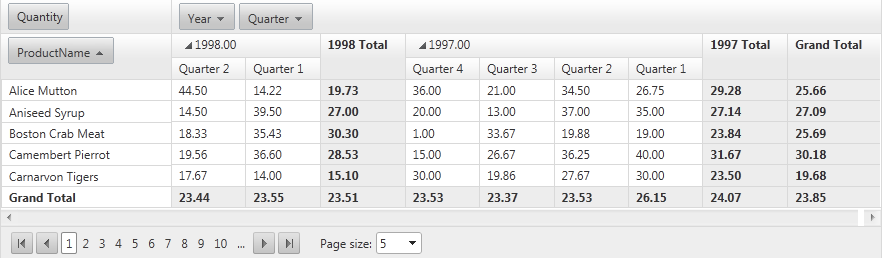 Quantity Year Quarter
ProductName 1998.00 1998 Total 1997.00 1997 Total Grand Total
Quarter 2 Quarter 1 Quarter 4 Quarter 3 Quarter 2 Quarter 1
Alice Mutton 44.50 14.22 19.73 36.00 21.00 34.50 26.75 29.28 25.66
Aniseed Syrup 14.50 39.50 27.00 20.00 13.00 37.00 35.00 27.14 27.09
Boston Crab Meat 18.33 35.43 30.30 1.00 33.67 19.88 19.00 23.84 25.69
Camembert Pierrot 19.56 36.60 28.53 15.00 26.67 36.25 40.00 31.67 30.18
Carnarvon Tigers 17.67 14.00 15.10 30.00 19.86 27.67 30.00 23.50 19.68
Grand Total 23.44 23.55 23.51 23.53 23.37 23.53 26.15 24.07 23.85
1 2 3 4 5 6 7 8 9 10 ... Page size: 5